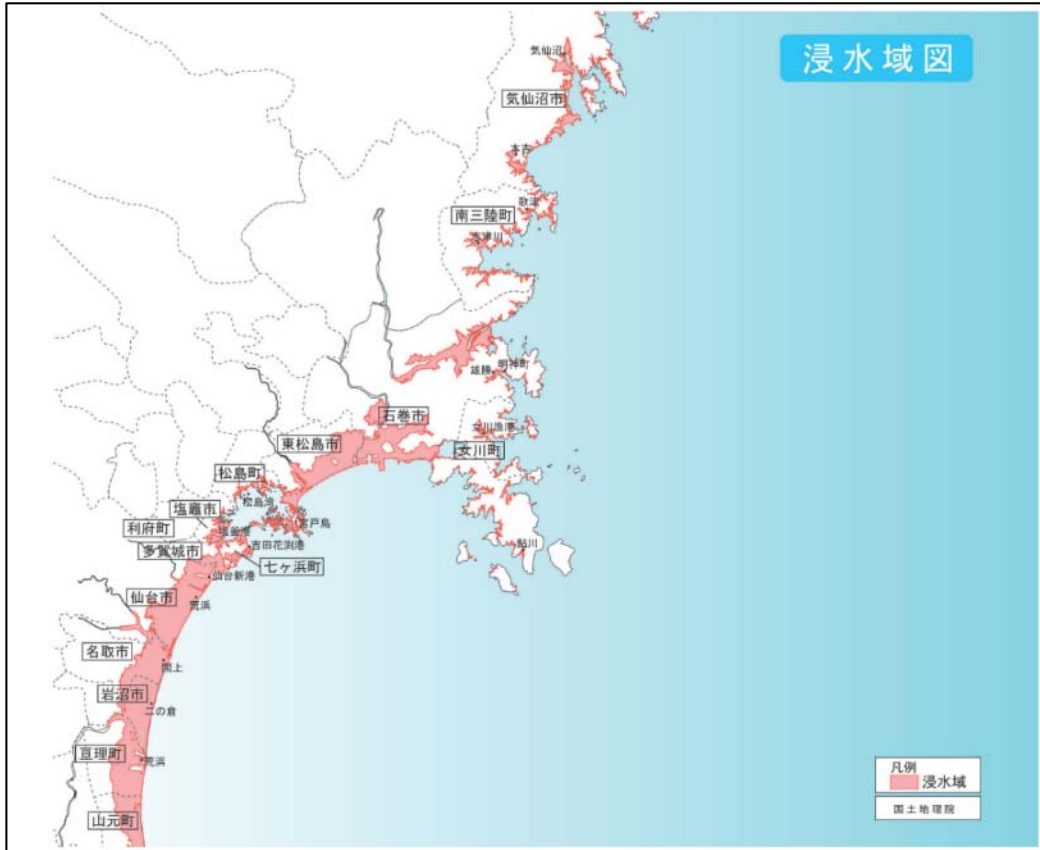 浸水域図
気仙沼
気仙沼市
本吉
歌津
南三陸町
志津川
雄勝
明神町
石巻市
女川漁港
東松島市
女川町
松島町
松島湾
塩竈市
宮戸島
利府町
塩釜港
吉田花渕港
多賀城市
七ヶ浜町
鮎川
仙台新港
仙台市
荒浜
名取市
閖上
岩沼市
二の倉
亘理町
荒浜
山元町
凡例
浸水域
国土地理院